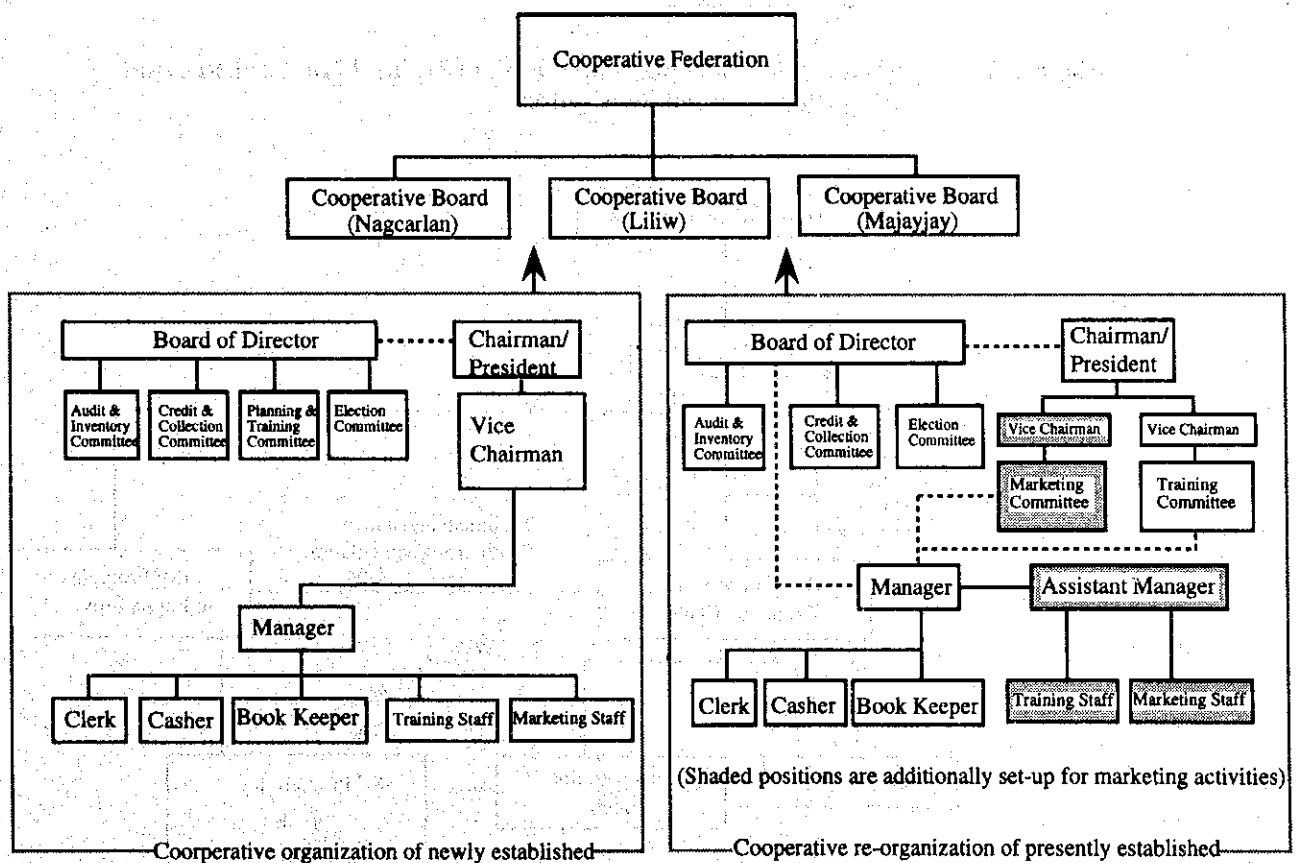 Cooperative Federation
Cooperative Board
(Nagcarlan)
Cooperative Board
(Liliw)
Cooperative Board
(Majayjay)
Board of Director
Chairman/
President
Audit &
Inventory
Committee
Credit &
Collection
Committee
Planning &
Training
Committee
Election
Committee
Vice
Chairman
Manager
Clerk
Casher
Book Keeper
Training Staff
Marketing Staff
Coorperative organization of newly established
Board of Director
Chairman/
President
Audit &
Inventory
Committee
Credit &
Collection
Committee
Election
Committee
Vice Chairman
Vice Chairman
Marketing
Committee
Training
Committee
Manager
Assistant Manager
Clerk
Casher
Book Keeper
Training Staff
Marketing Staff
(Shaded positions are additionally set-up for marketing activities)
Cooperative re-organization of presently established